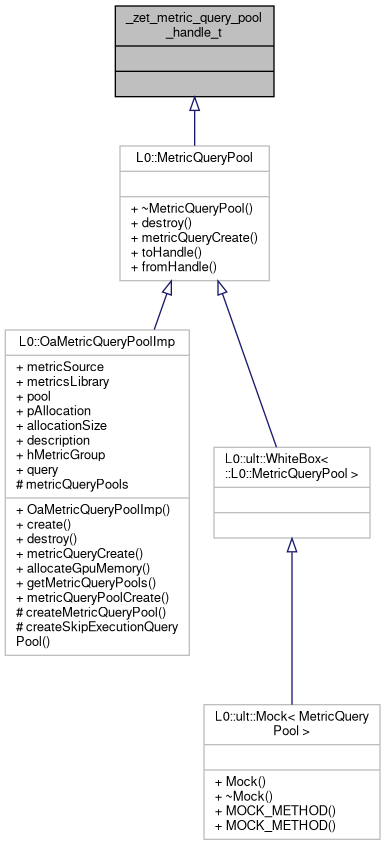 _zet_metric_query_pool
_handle_t
L0::MetricQueryPool
+ ~MetricQueryPool()
+ destroy()
+ metricQueryCreate()
+ toHandle()
+ fromHandle()
L0::OaMetricQueryPoolImp
+ metricSource
+ metricsLibrary
+ pool
+ pAllocation
+ allocationSize
+ description
+ hMetricGroup
+ query
# metricQueryPools
+ OaMetricQueryPoolImp()
+ create()
+ destroy()
+ metricQueryCreate()
+ allocateGpuMemory()
+ getMetricQueryPools()
+ metricQueryPoolCreate()
# createMetricQueryPool()
# createSkipExecutionQuery
Pool()
L0::ult::WhiteBox<
::L0::MetricQueryPool >
L0::ult::Mock< MetricQuery
Pool >
+ Mock()
+ ~Mock()
+ MOCK_METHOD()
+ MOCK_METHOD()